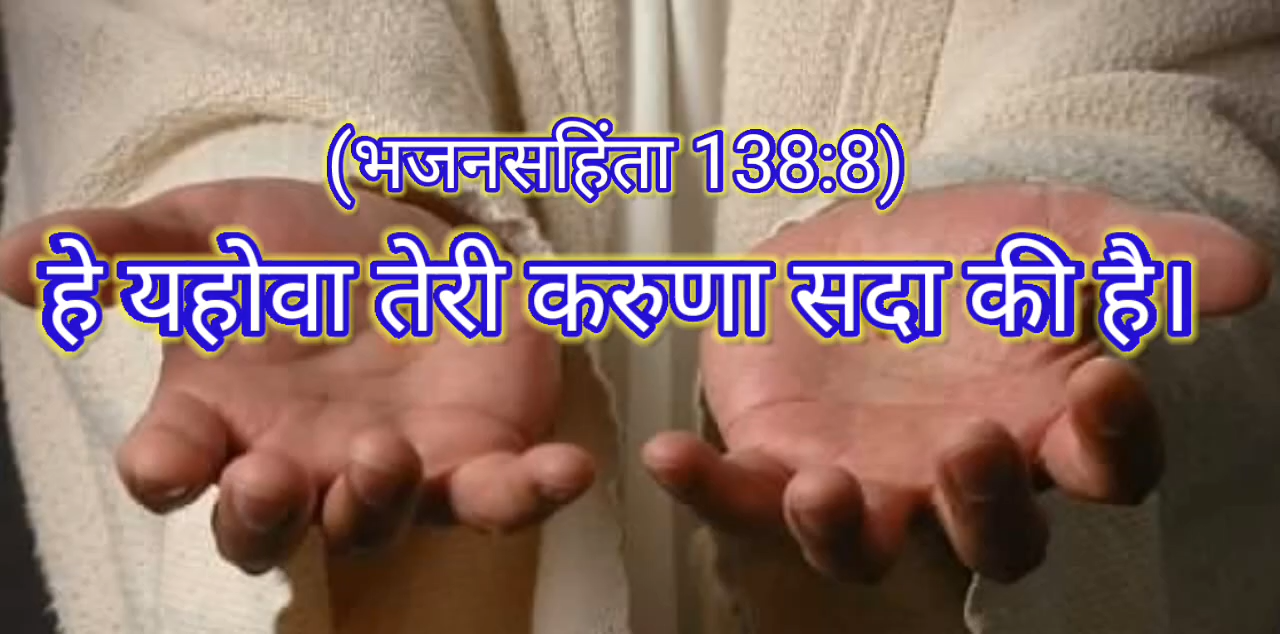 (भजनसहिंता 138:8)
हे यहोवा तेरी करुणा सदा की है।